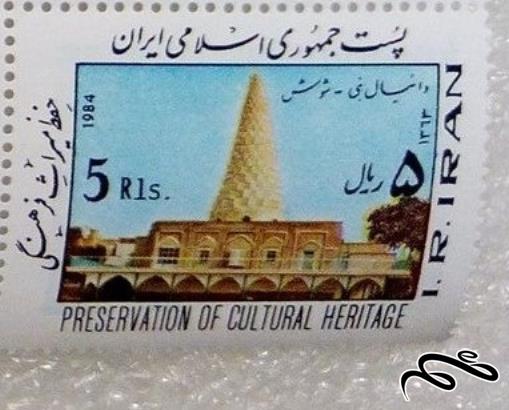 پست جمهوری اسلامی ایران
دانیال نبی - شوش
حفظ میراث فرهنگی
1984
۱۳۶۳
5 Rls.
۵ ریال
I. R. IRAN
PRESERVATION OF CULTURAL HERITAGE